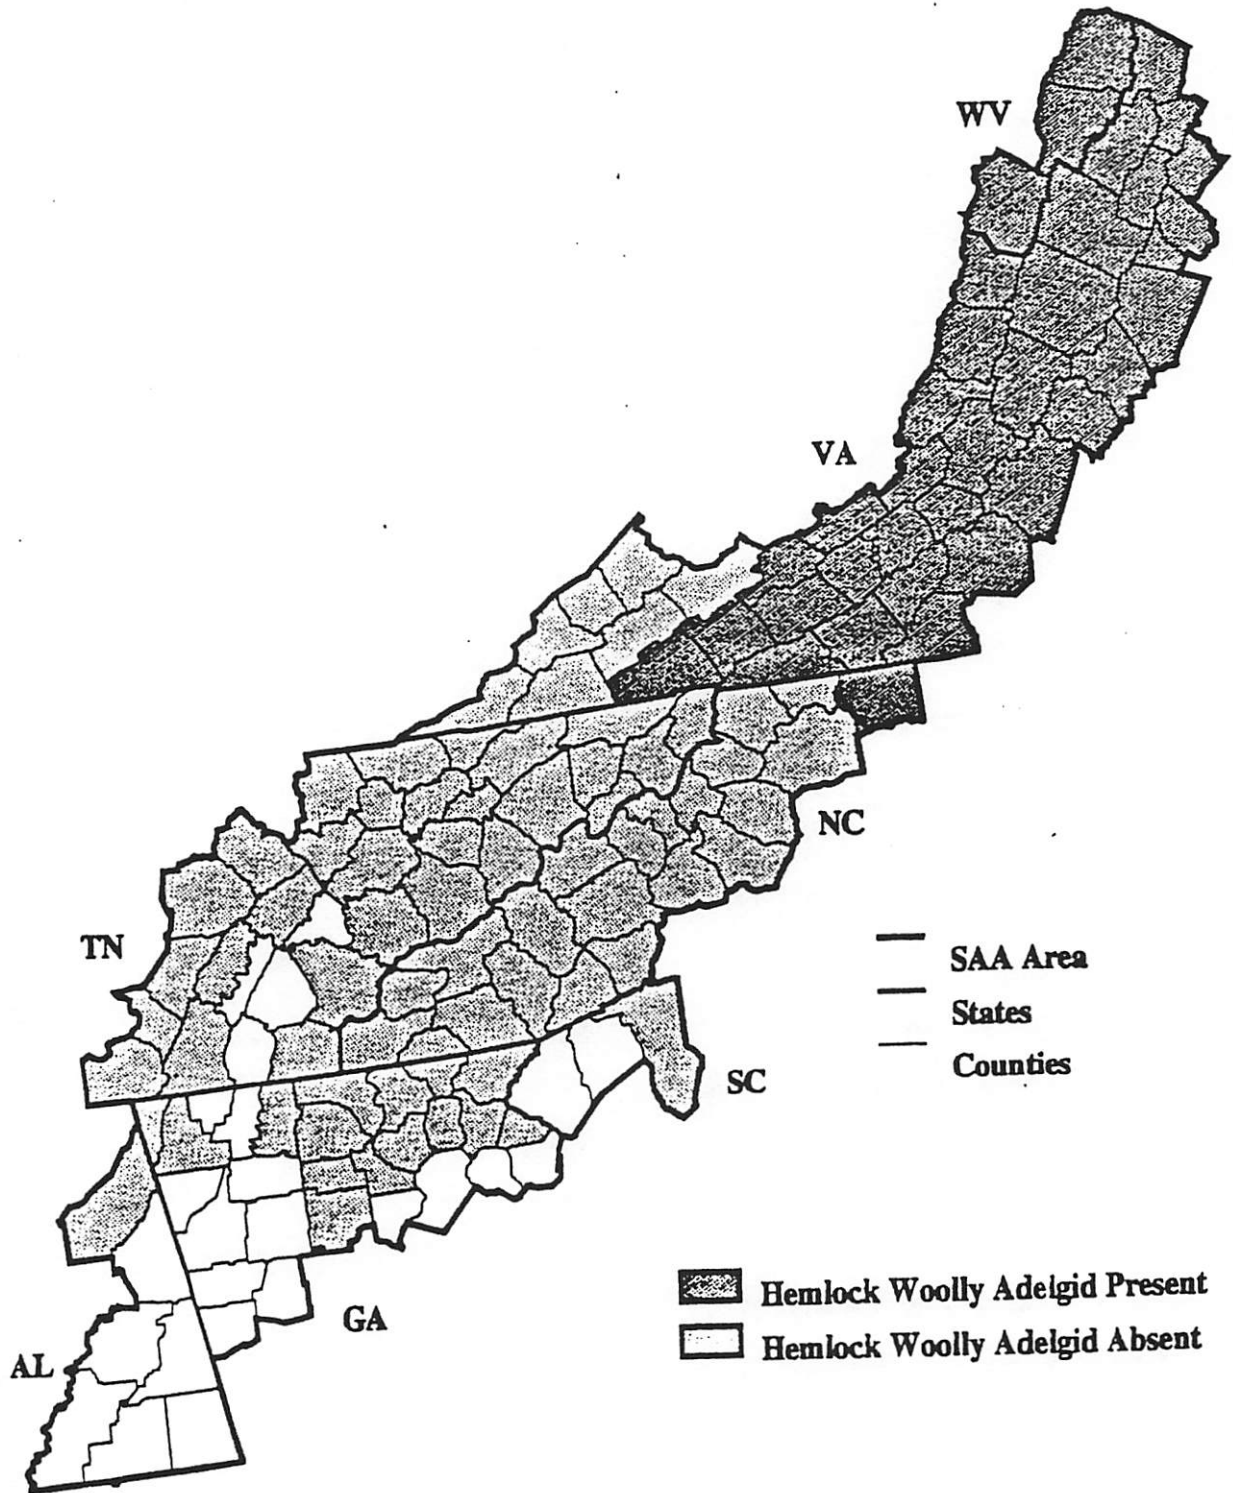 WV
VA
NC
TN
SAA Area
States
Counties
SC
Hemlock Woolly Adelgid Present
GA
Hemlock Woolly Adelgid Absent
AL